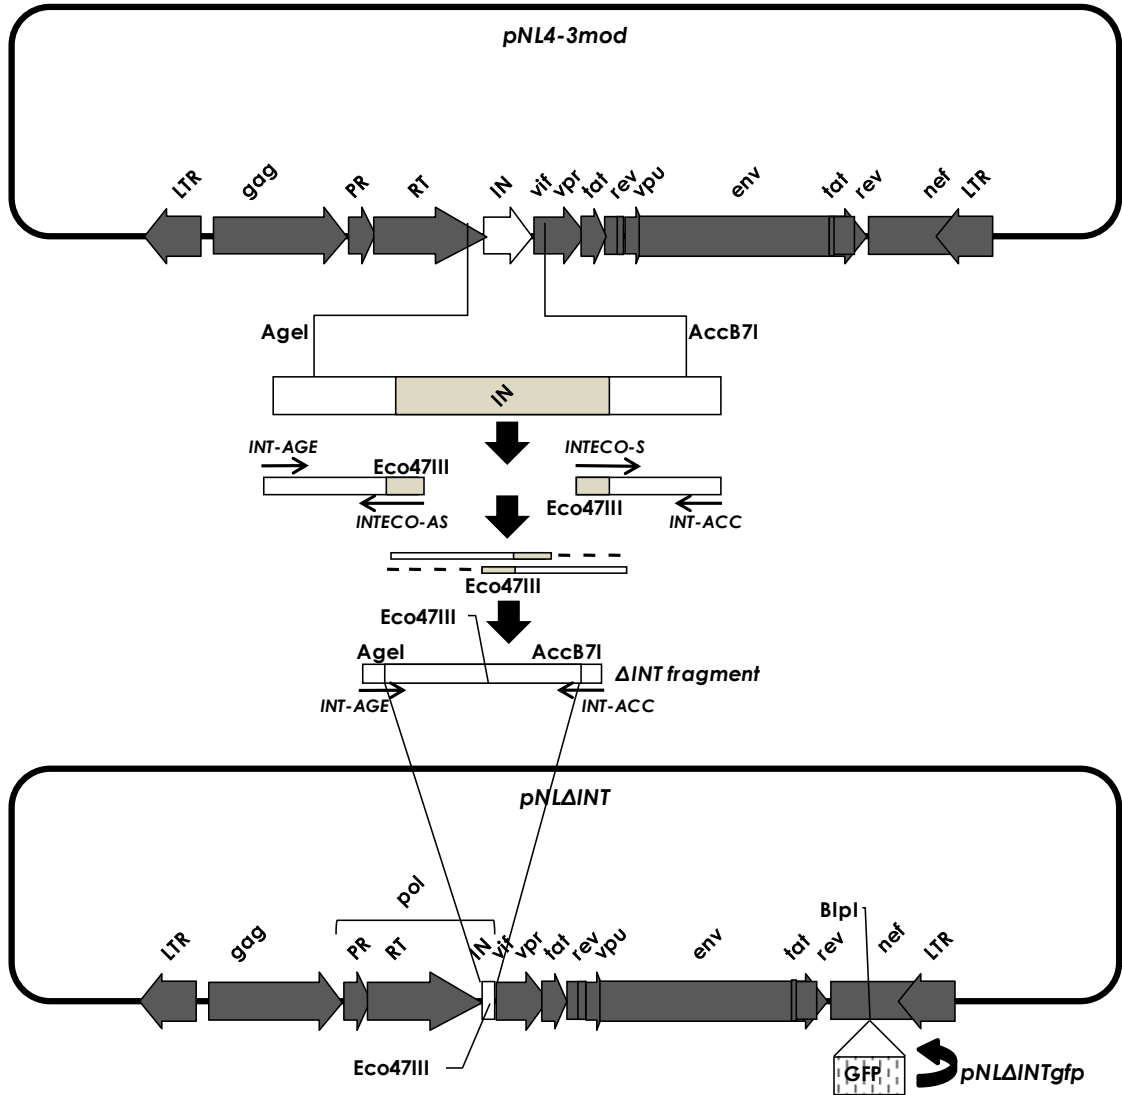 pNL4-3mod
LTR gag PR RT IN vif vpr tat rev vpu env tat rev nef LTR
AgeI AccB7I
IN
INT-AGE INTECO-S
Eco47III
Eco47III
INTECO-AS INT-ACC
Eco47III
Eco47III
AgeI AccB7I
ΔINT fragment
INT-AGE INT-ACC
pNLΔINT
pol
BlpI
LTR gag PR RT IN vif vpr tat rev vpu env tat rev nef LTR
Eco47III
GFP pNLΔINTgfp